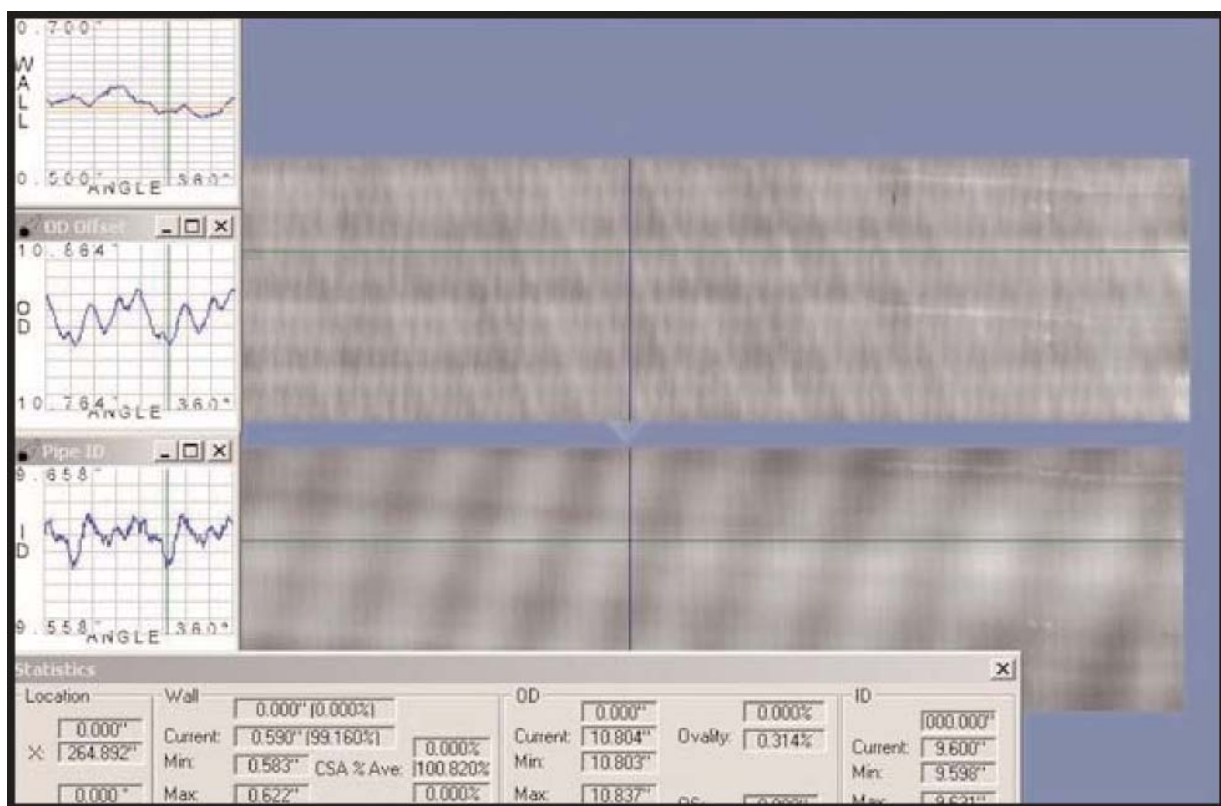 0.700"
WALL
0.500"
ANGLE
360°
OD Offset
10.864"
OD
10.764"
ANGLE
360°
Pipe ID
9.658"
ID
9.558"
ANGLE
360°
Statistics
Location
0.000"
X: 264.892"
0.000 °
Wall
0.000" (0.000%)
Current: 0.590" (99.160%)
Min: 0.583"
Max: 0.622"
0.000%
CSA % Ave: 100.820%
0.000%
OD
0.000"
Current: 10.804"
Min: 10.803"
Max: 10.837"
0.000%
Ovality: 0.314%
0.000%
ID
000.000"
Current: 9.600"
Min: 9.598"
Max: 9.621"